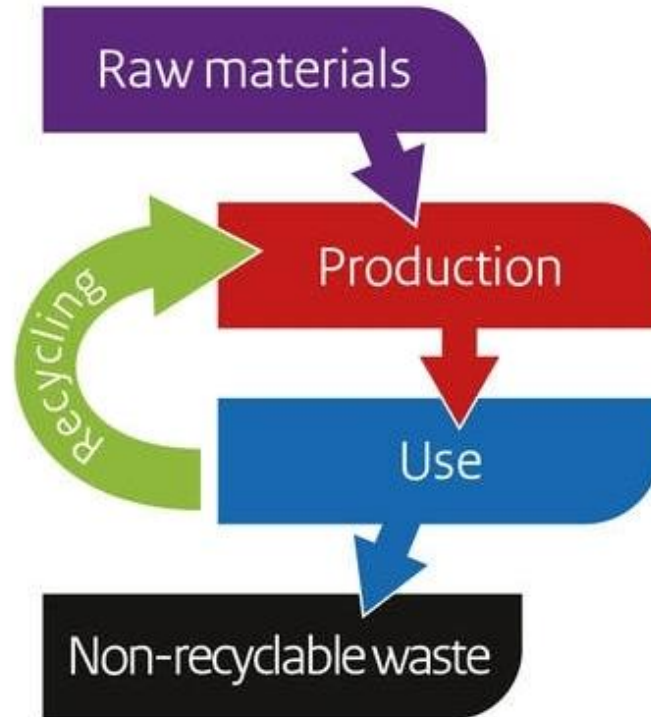 Raw materials
Production
Recycling
Use
Non-recyclable waste